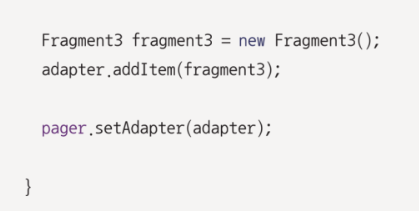 Fragment3 fragment3 = new Fragment3();
adapter.addItem(fragment3);
pager.setAdapter(adapter);
}